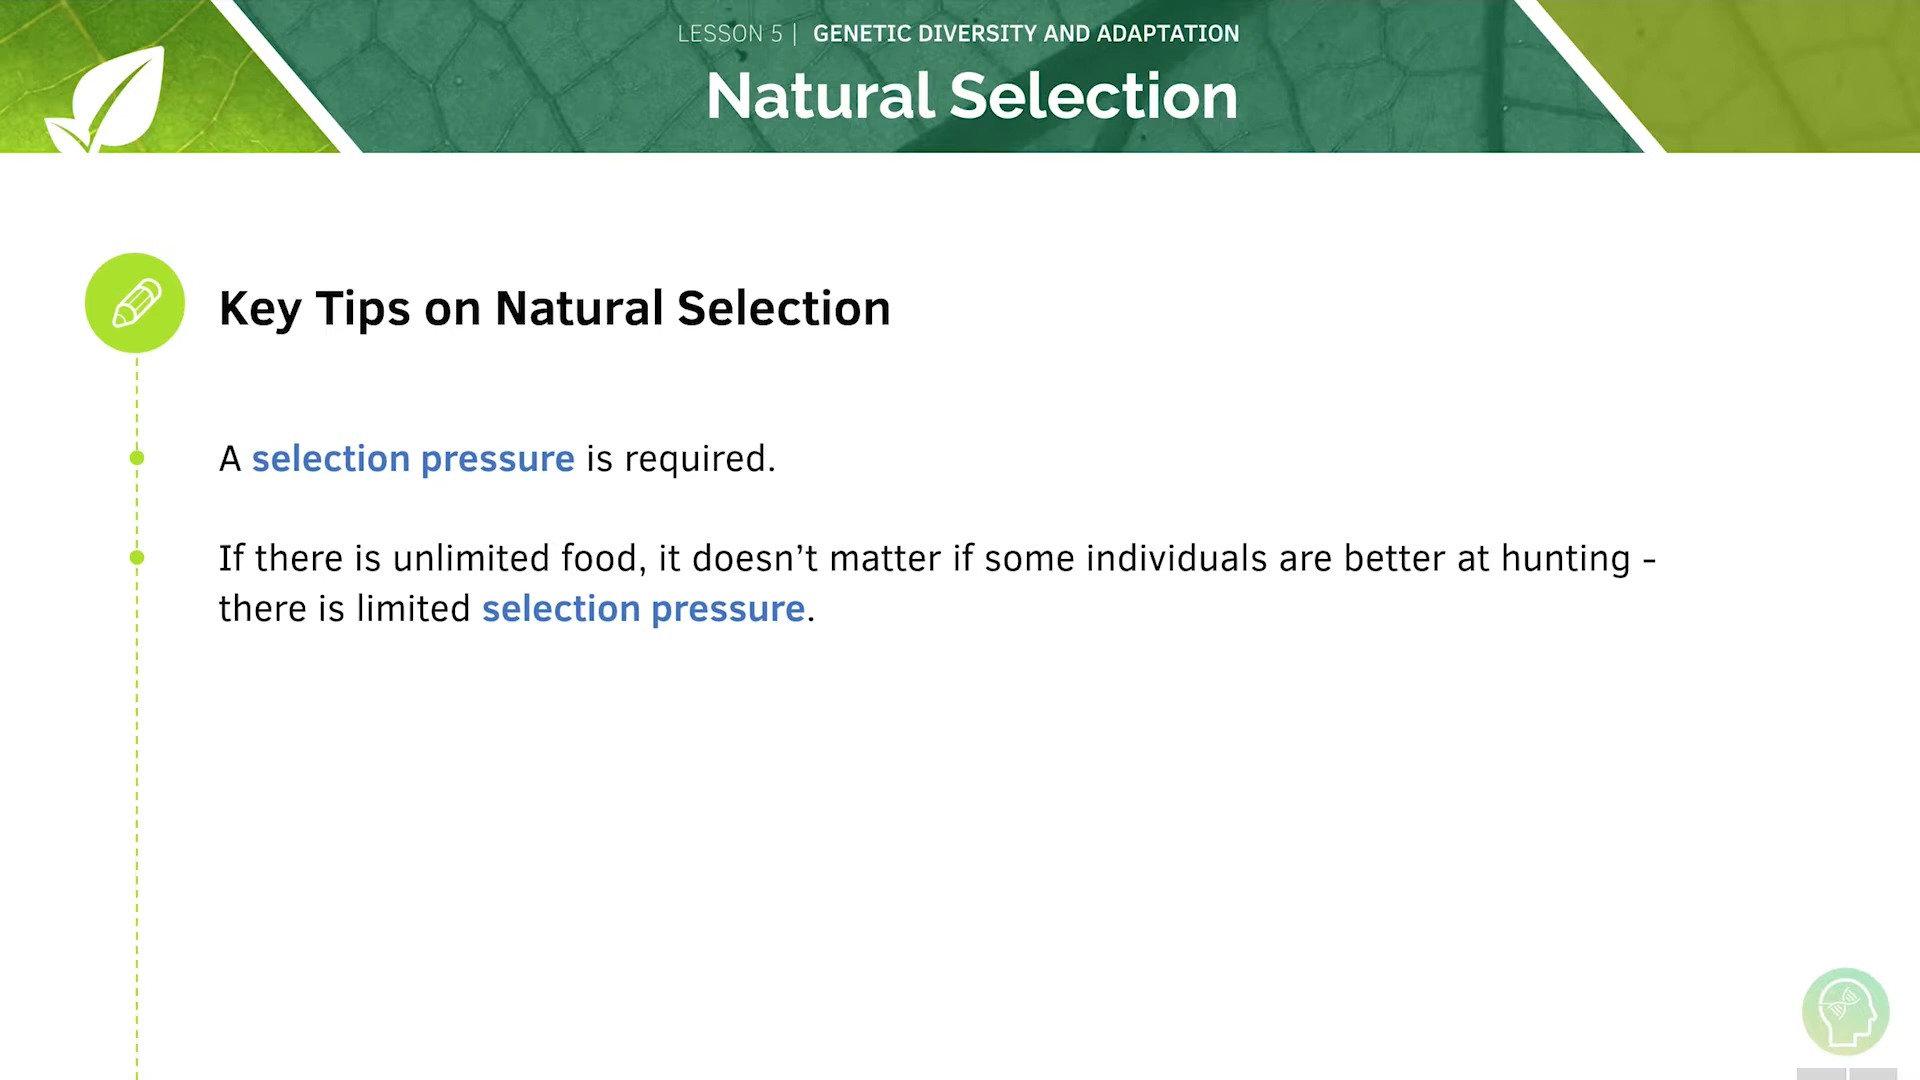 LESSON 5 | GENETIC DIVERSITY AND ADAPTATION
Natural Selection
Key Tips on Natural Selection
A selection pressure is required.
If there is unlimited food, it doesn’t matter if some individuals are better at hunting -
there is limited selection pressure.